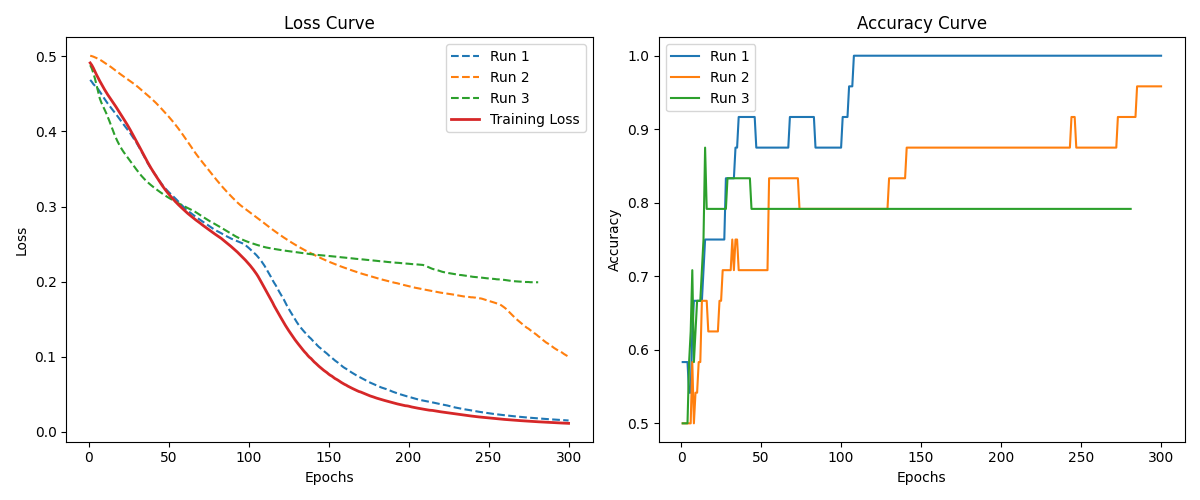 Loss Curve
Loss
0.5
0.4
0.3
0.2
0.1
0.0
0
50
100
150
200
250
300
Epochs
Run 1
Run 2
Run 3
Training Loss
Accuracy Curve
Accuracy
1.0
0.9
0.8
0.7
0.6
0.5
0
50
100
150
200
250
300
Epochs
Run 1
Run 2
Run 3